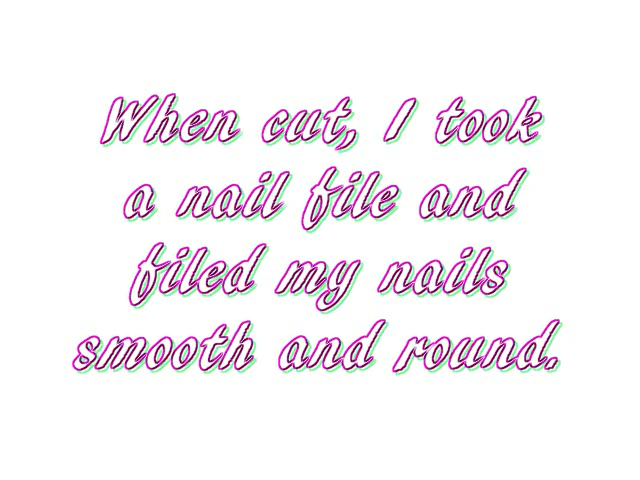 When cut, I took
a nail file and
filed my nails
smooth and round.